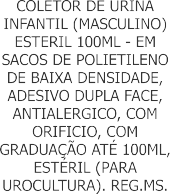 COLETOR DE URINA
INFANTIL (MASCULINO)
ESTERIL 100ML - EM
SACOS DE POLIETILENO
DE BAIXA DENSIDADE,
ADESIVO DUPLA FACE,
ANTIALERGICO, COM
ORIFICIO, COM
GRADUAÇÃO ATÉ 100ML,
ESTÉRIL (PARA
UROCULTURA). REG.MS.